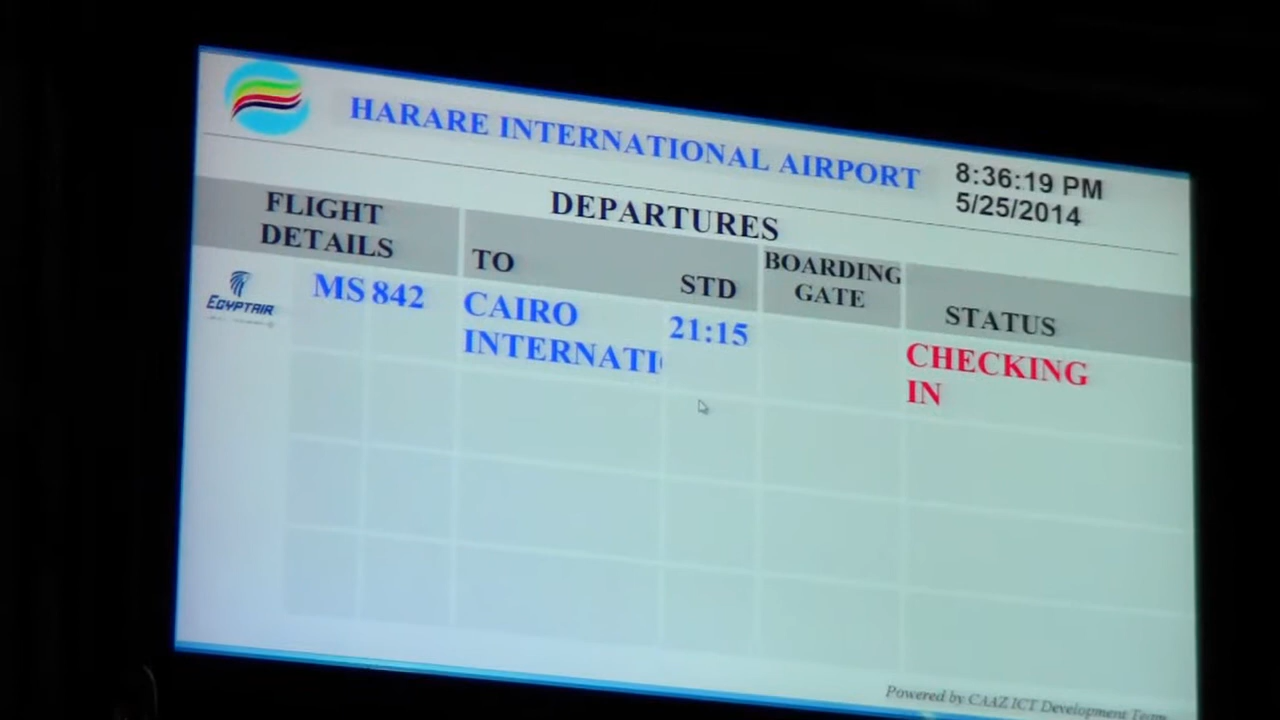 HARARE INTERNATIONAL AIRPORT
8:36:19 PM
5/25/2014
DEPARTURES
FLIGHT
DETAILS
TO
STD
BOARDING
GATE
STATUS
EGYPTAIR
MS 842
CAIRO
INTERNATI
21:15
CHECKING
IN
Powered by CAAZ ICT Development Team